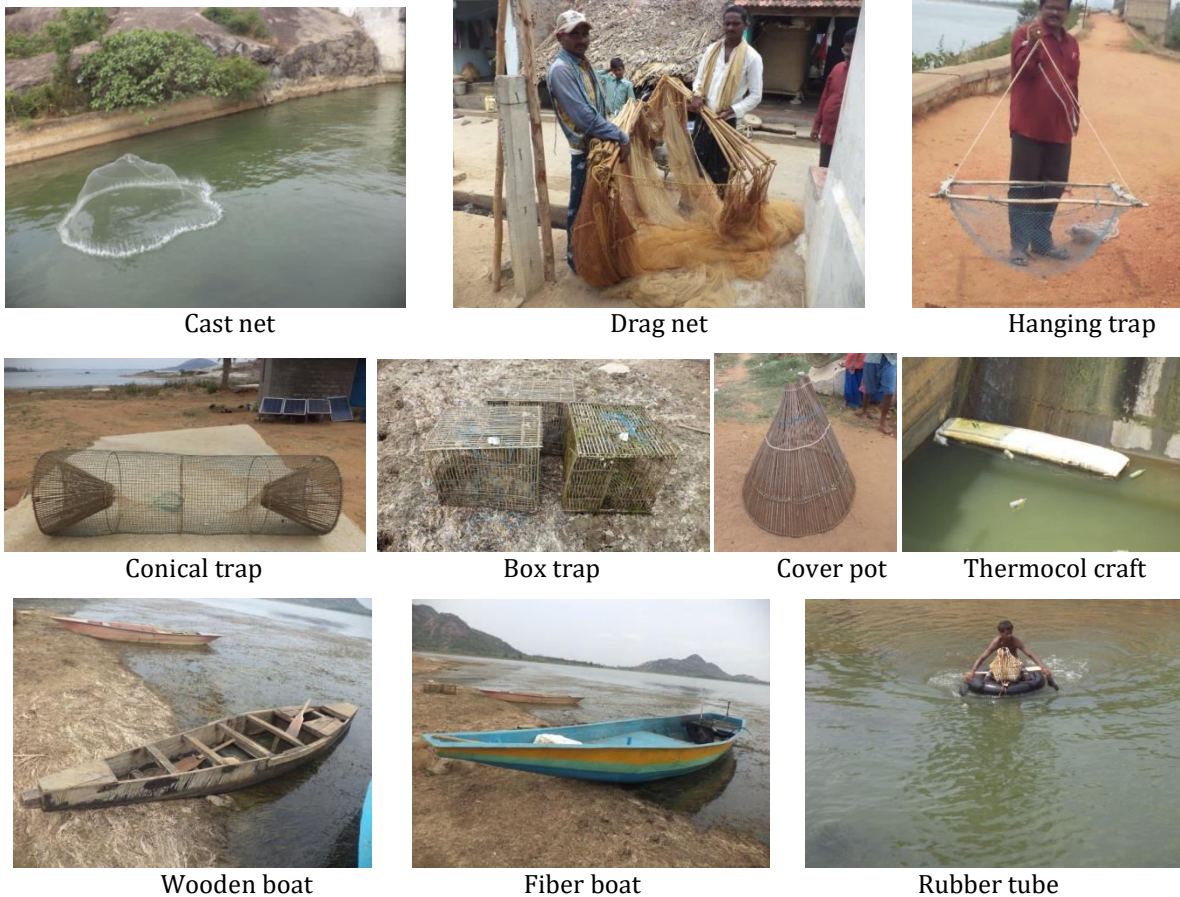 Cast net
Drag net
Hanging trap
Conical trap
Box trap
Cover pot
Thermocol craft
Wooden boat
Fiber boat
Rubber tube